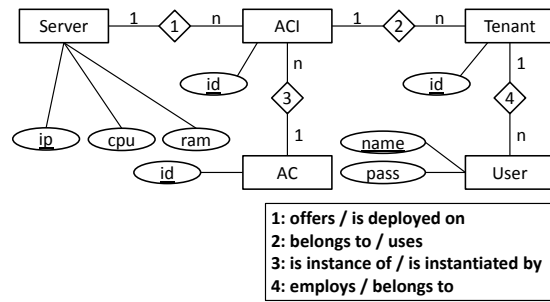 Server 1 1 n ACI 1 2 n Tenant
id n id 1
3 4
ip cpu ram name
1 n
id AC pass User
1: offers / is deployed on
2: belongs to / uses
3: is instance of / is instantiated by
4: employs / belongs to